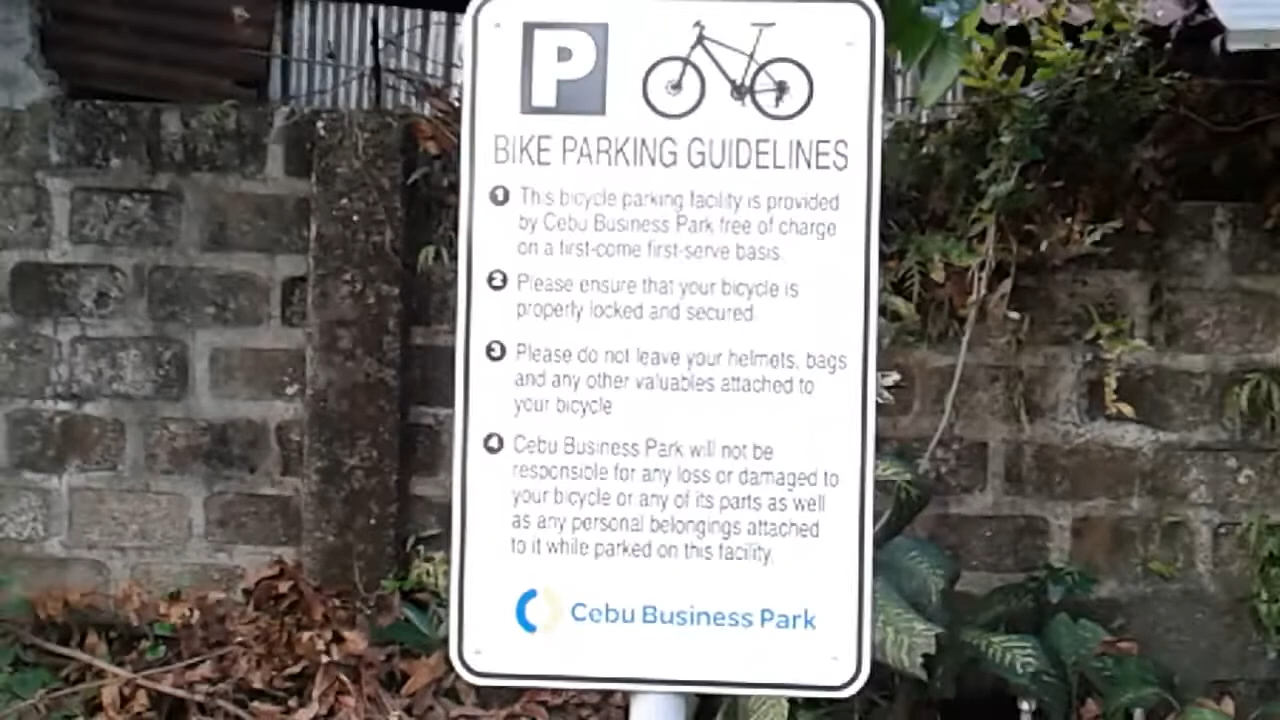 P
BIKE PARKING GUIDELINES
1 This bicycle parking facility is provided
by Cebu Business Park free of charge
on a first-come first-serve basis.
2 Please ensure that your bicycle is
properly locked and secured.
3 Please do not leave your helmets, bags
and any other valuables attached to
your bicycle
4 Cebu Business Park will not be
responsible for any loss or damaged to
your bicycle or any of its parts as well
as any personal belongings attached
to it while parked on this facility.
Cebu Business Park